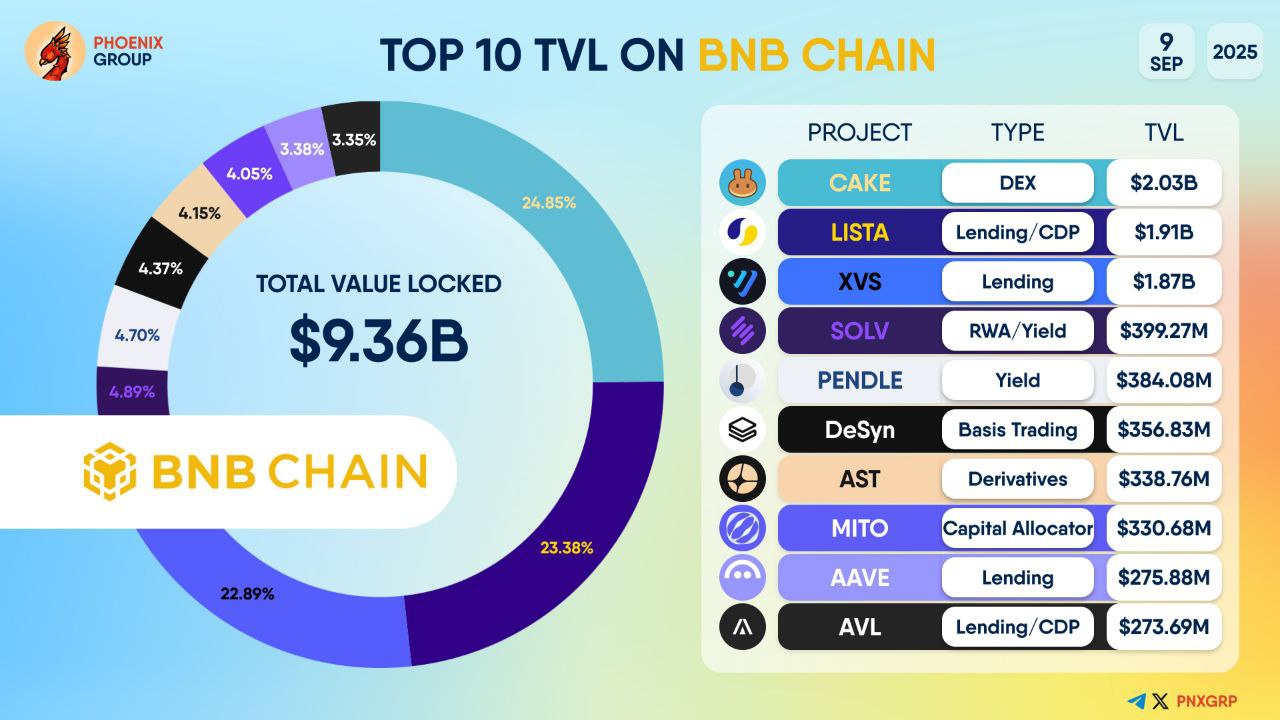 PHOENIX
GROUP
TOP 10 TVL ON BNB CHAIN
9
SEP
2025
3.35%
3.38%
4.05%
4.15%
4.37%
4.70%
4.89%
22.89%
23.38%
24.85%
TOTAL VALUE LOCKED
$9.36B
BNB CHAIN
PROJECT TYPE TVL
CAKE DEX $2.03B
LISTA Lending/CDP $1.91B
XVS Lending $1.87B
SOLV RWA/Yield $399.27M
PENDLE Yield $384.08M
DeSyn Basis Trading $356.83M
AST Derivatives $338.76M
MITO Capital Allocator $330.68M
AAVE Lending $275.88M
AVL Lending/CDP $273.69M
PNXGRP